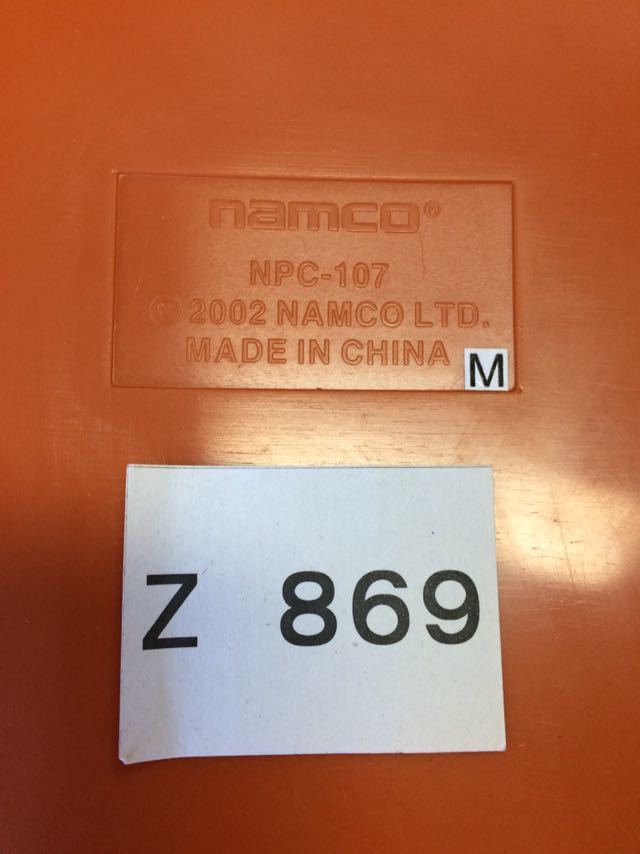 namco®
NPC-107
© 2002 NAMCO LTD.
MADE IN CHINA
M
Z 869